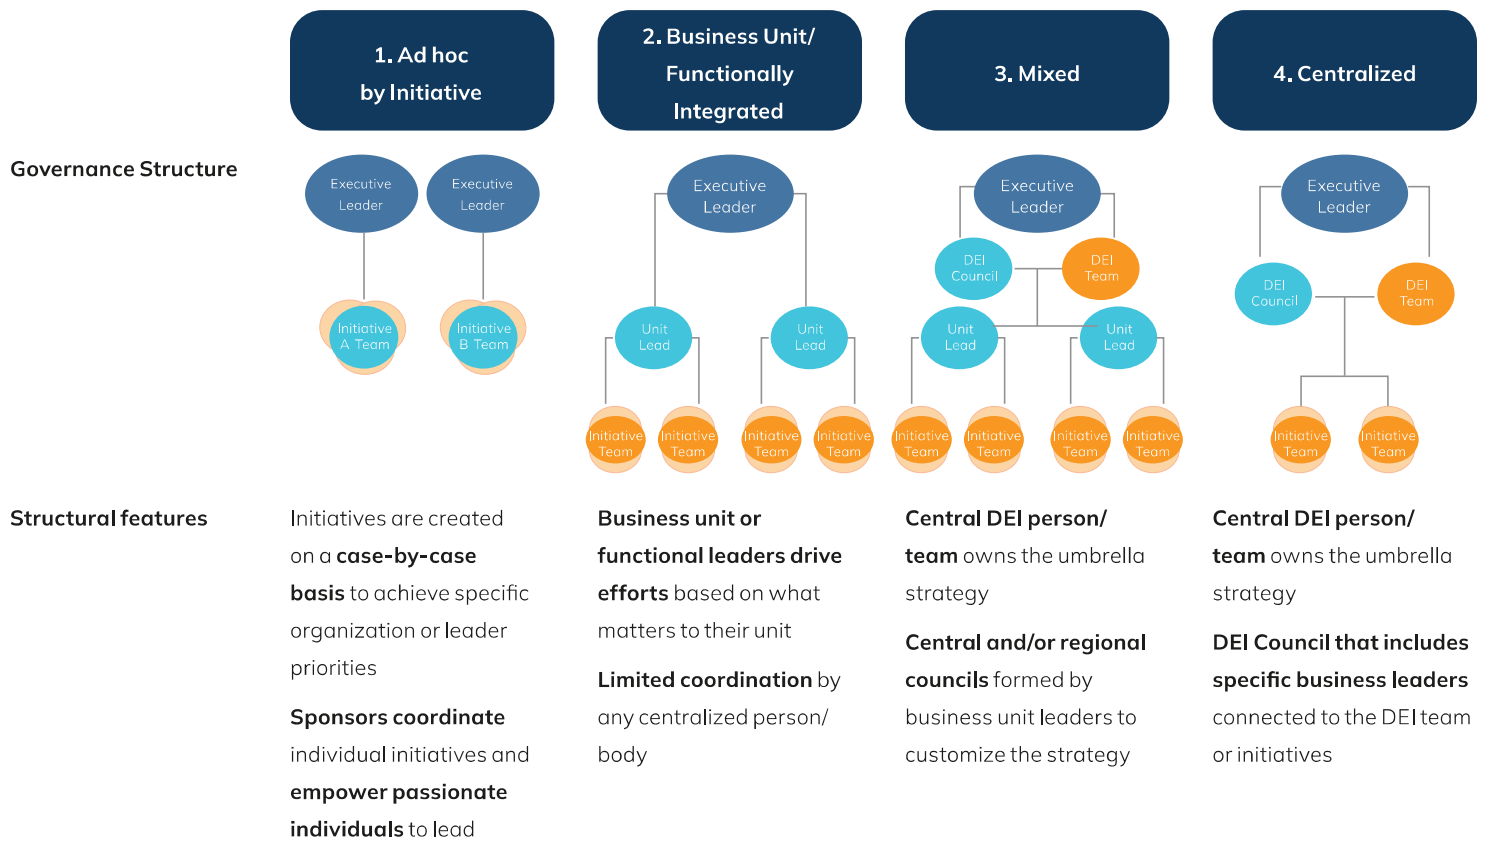 1. Ad hoc
by Initiative
2. Business Unit/
Functionally
Integrated
3. Mixed
4. Centralized
Governance Structure
Executive
Leader
Executive
Leader
Initiative
A Team
Initiative
B Team
Executive
Leader
Unit
Lead
Unit
Lead
Initiative
Team
Initiative
Team
Initiative
Team
Initiative
Team
Executive
Leader
DEI
Council
DEI
Team
Unit
Lead
Unit
Lead
Initiative
Team
Initiative
Team
Initiative
Team
Initiative
Team
Executive
Leader
DEI
Council
DEI
Team
Initiative
Team
Initiative
Team
Structural features
Initiatives are created
on a case-by-case
basis to achieve specific
organization or leader
priorities
Sponsors coordinate
individual initiatives and
empower passionate
individuals to lead
Business unit or
functional leaders drive
efforts based on what
matters to their unit
Limited coordination by
any centralized person/
body
Central DEI person/
team owns the umbrella
strategy
Central and/or regional
councils formed by
business unit leaders to
customize the strategy
Central DEI person/
team owns the umbrella
strategy
DEI Council that includes
specific business leaders
connected to the DEI team
or initiatives